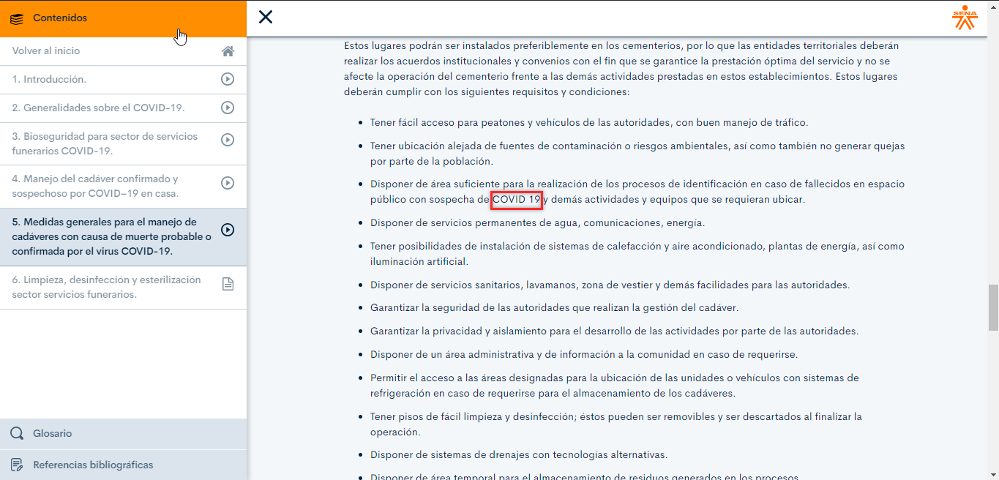 Contenidos
Volver al inicio
1. Introducción.
2. Generalidades sobre el COVID-19.
3. Bioseguridad para sector de servicios
funerarios COVID-19.
4. Manejo del cadáver confirmado y
sospechoso por COVID–19 en casa.
5. Medidas generales para el manejo de
cadáveres con causa de muerte probable o
confirmada por el virus COVID-19.
6. Limpieza, desinfección y esterilización
sector servicios funerarios.
Glosario
Referencias bibliográficas
SENA
Estos lugares podrán ser instalados preferiblemente en los cementerios, por lo que las entidades territoriales deberán
realizar los acuerdos institucionales y convenios con el fin que se garantice la prestación óptima del servicio y no se
afecte la operación del cementerio frente a las demás actividades prestadas en estos establecimientos. Estos lugares
deberán cumplir con los siguientes requisitos y condiciones:
• Tener fácil acceso para peatones y vehículos de las autoridades, con buen manejo de tráfico.
• Tener ubicación alejada de fuentes de contaminación o riesgos ambientales, así como también no generar quejas
por parte de la población.
• Disponer de área suficiente para la realización de los procesos de identificación en caso de fallecidos en espacio
público con sospecha de COVID 19 y demás actividades y equipos que se requieran ubicar.
• Disponer de servicios permanentes de agua, comunicaciones, energía.
• Tener posibilidades de instalación de sistemas de calefacción y aire acondicionado, plantas de energía, así como
iluminación artificial.
• Disponer de servicios sanitarios, lavamanos, zona de vestier y demás facilidades para las autoridades.
• Garantizar la seguridad de las autoridades que realizan la gestión del cadáver.
• Garantizar la privacidad y aislamiento para el desarrollo de las actividades por parte de las autoridades.
• Disponer de un área administrativa y de información a la comunidad en caso de requerirse.
• Permitir el acceso a las áreas designadas para la ubicación de las unidades o vehículos con sistemas de
refrigeración en caso de requerirse para el almacenamiento de los cadáveres.
• Tener pisos de fácil limpieza y desinfección; éstos pueden ser removibles y ser descartados al finalizar la
operación.
• Disponer de sistemas de drenajes con tecnologías alternativas.
• Disponer de área temporal para el almacenamiento de residuos generados en los procesos